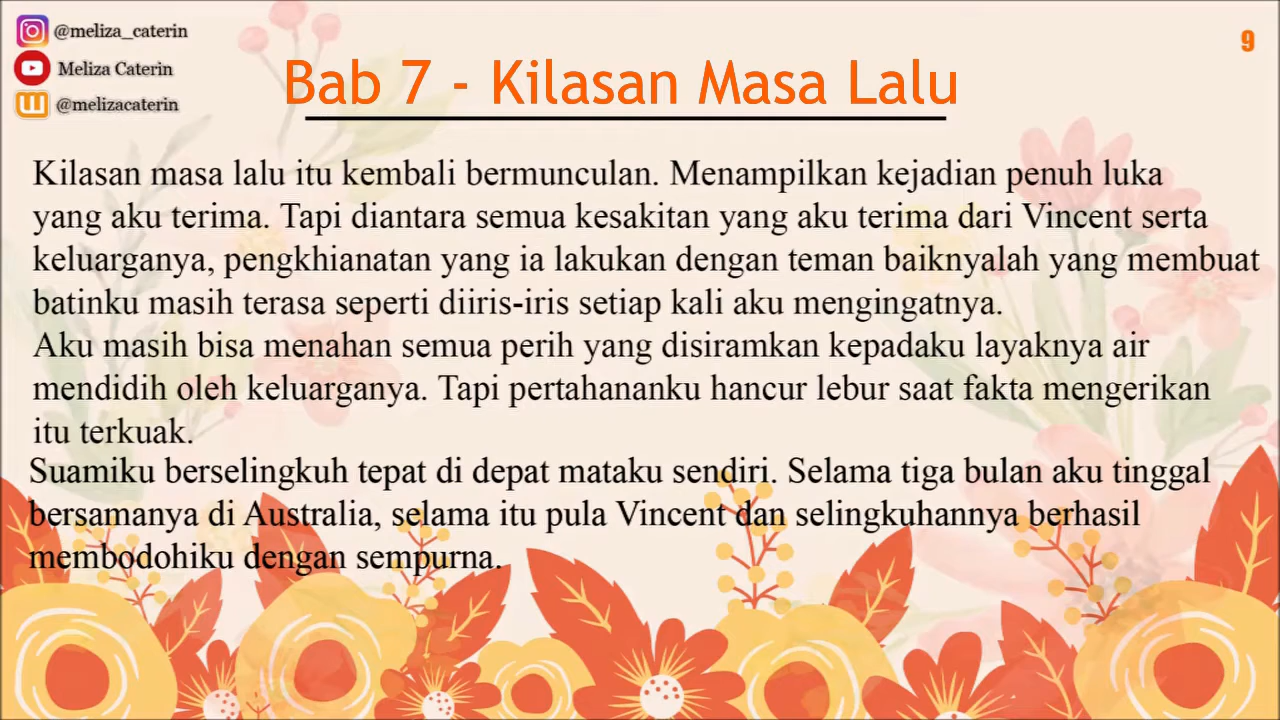 @meliza_caterin
9
Meliza Caterin
@melizacaterin
Bab 7 - Kilasan Masa Lalu
Kilasan masa lalu itu kembali bermunculan. Menampilkan kejadian penuh luka
yang aku terima. Tapi diantara semua kesakitan yang aku terima dari Vincent serta
keluarganya, pengkhianatan yang ia lakukan dengan teman baiknyalah yang membuat
batinku masih terasa seperti diiris-iris setiap kali aku mengingatnya.
Aku masih bisa menahan semua perih yang disiramkan kepadaku layaknya air
mendidih oleh keluarganya. Tapi pertahananku hancur lebur saat fakta mengerikan
itu terkuak.
Suamiku berselingkuh tepat di depat mataku sendiri. Selama tiga bulan aku tinggal
bersamanya di Australia, selama itu pula Vincent dan selingkuhannya berhasil
membodohiku dengan sempurna.